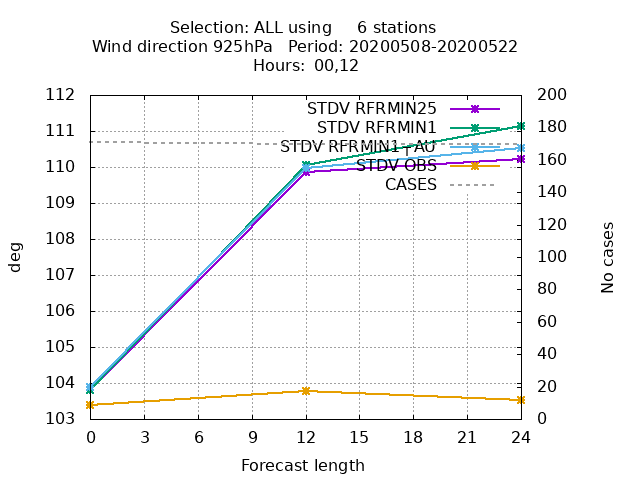 Selection: ALL using     6 stations
Wind direction 925hPa   Period: 20200508-20200522
Hours:  00,12
STDV RFRMIN25
STDV RFRMIN1
STDV RFRMIN1_AU
STDV OBS
CASES
112
111
110
109
108
107
106
105
104
103
200
180
160
140
120
100
80
60
40
20
0
deg
No cases
0 3 6 9 12 15 18 21 24
Forecast length